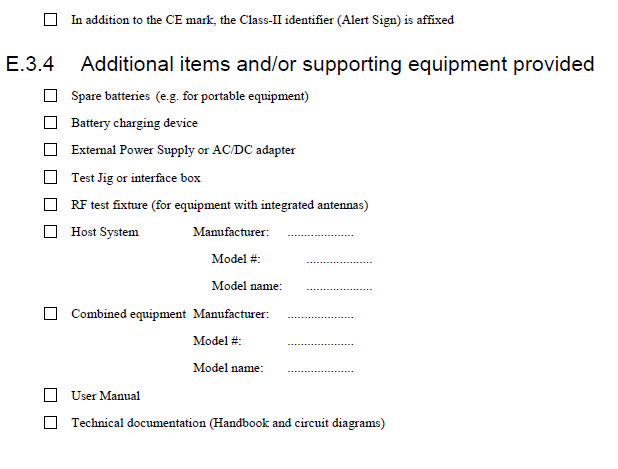 In addition to the CE mark, the Class-II identifier (Alert Sign) is affixed
E.3.4 Additional items and/or supporting equipment provided
Spare batteries (e.g. for portable equipment)
Battery charging device
External Power Supply or AC/DC adapter
Test Jig or interface box
RF test fixture (for equipment with integrated antennas)
Host System Manufacturer: .....................
Model #: .....................
Model name: .....................
Combined equipment Manufacturer: .....................
Model #: .....................
Model name: .....................
User Manual
Technical documentation (Handbook and circuit diagrams)